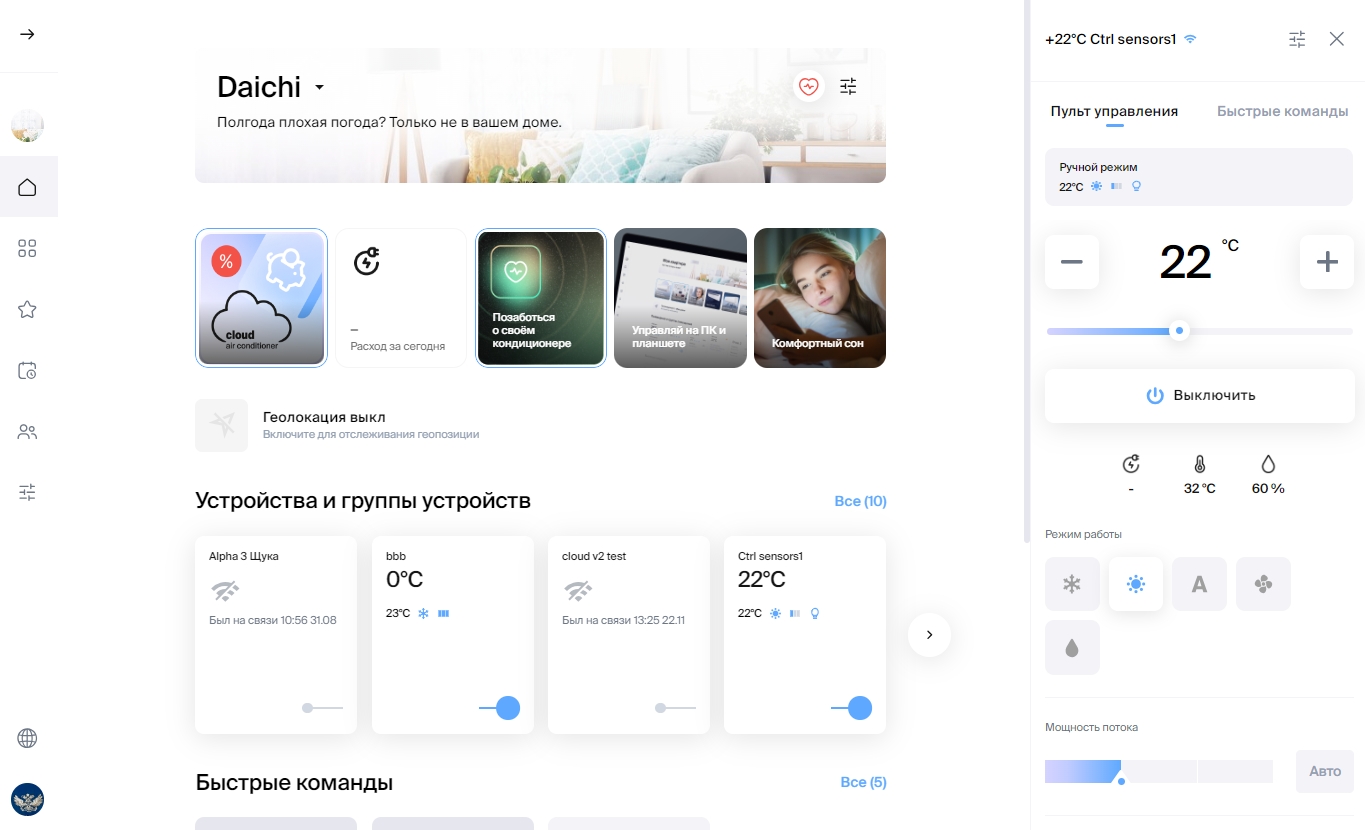 Daichi
Полгода плохая погода? Только не в вашем доме.
%
cloud
air conditioner
–
Расход за сегодня
Позаботься
о своём
кондиционере
Управляй на ПК и
планшете
Комфортный сон
Геолокация выкл
Включите для отслеживания геопозиции
Устройства и группы устройств
Все (10)
Alpha 3 Щука
Был на связи 10:56 31.08
bbb
0°C
23°C
cloud v2 test
Был на связи 13:25 22.11
Ctrl sensors1
22°C
22°C
Быстрые команды
Все (5)
+22°C Ctrl sensors1
Пульт управления
Быстрые команды
Ручной режим
22°C
22 °C
Выключить
-
32 °C
60 %
Режим работы
A
Мощность потока
Авто